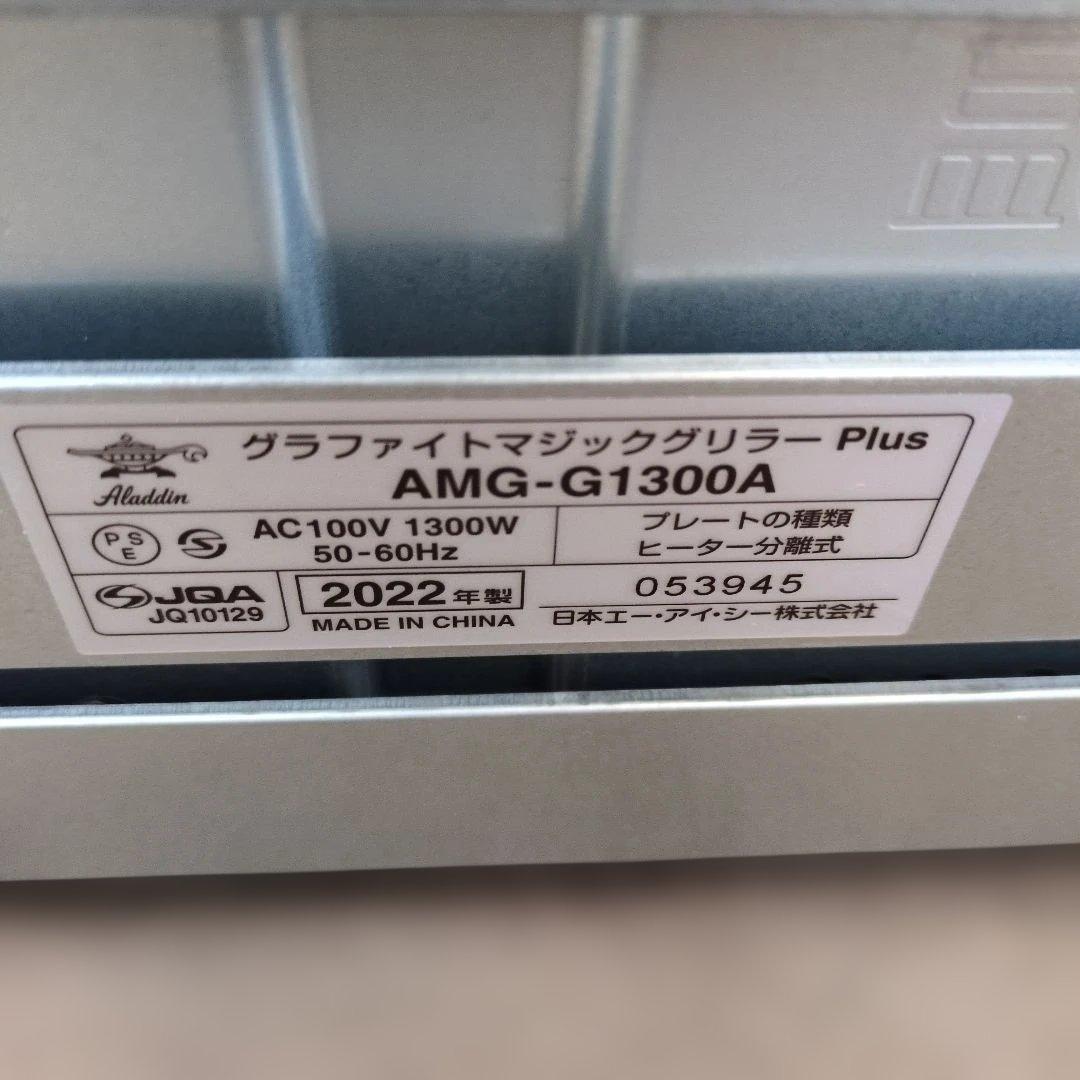 グラファイトマジックグリラー Plus
AMG-G1300A
Aladdin
PSE
AC100V 1300W
50-60Hz
プレートの種類
ヒーター分離式
JQA
JQ10129
2022年製
MADE IN CHINA
053945
日本エー・アイ・シー株式会社